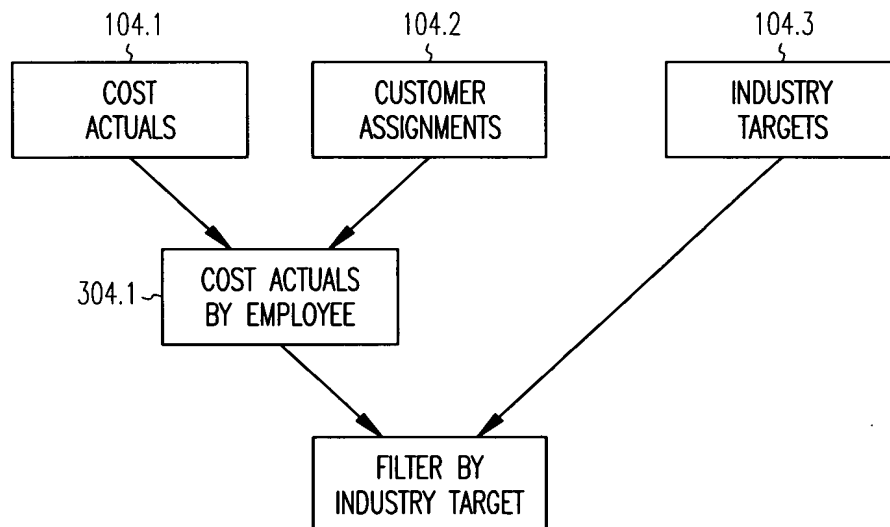 104.1
104.2
104.3
COST
ACTUALS
CUSTOMER
ASSIGNMENTS
INDUSTRY
TARGETS
304.1
COST ACTUALS
BY EMPLOYEE
FILTER BY
INDUSTRY TARGET